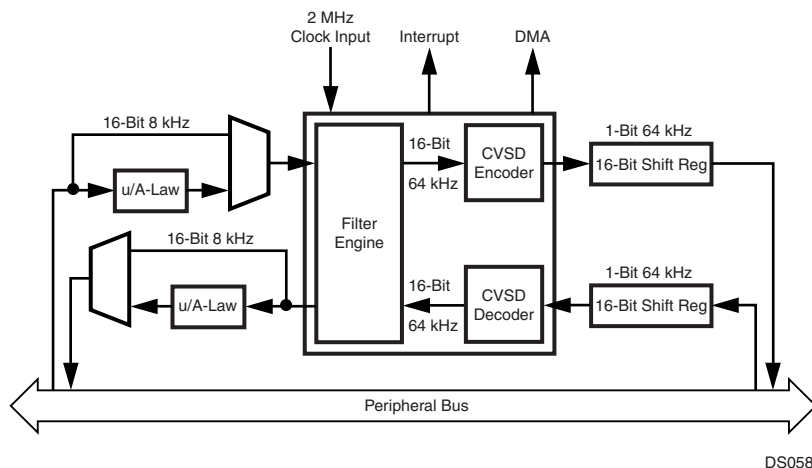 2 MHz
Clock Input
Interrupt
DMA
16-Bit 8 kHz
u/A-Law
16-Bit
64 kHz
CVSD
Encoder
1-Bit 64 kHz
16-Bit Shift Reg
Filter
Engine
16-Bit 8 kHz
u/A-Law
16-Bit
64 kHz
CVSD
Decoder
1-Bit 64 kHz
16-Bit Shift Reg
Peripheral Bus
DS058